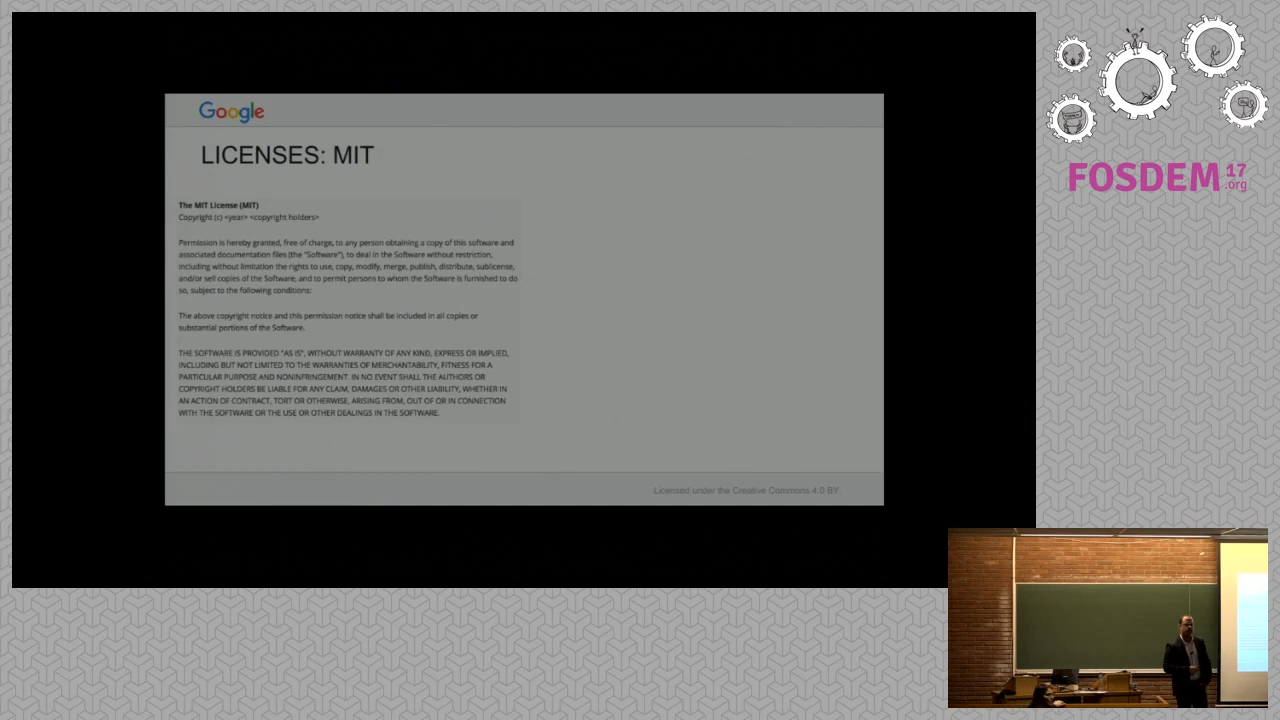 Google
LICENSES: MIT
The MIT License (MIT)
Copyright (c) <year> <copyright holders>
Permission is hereby granted, free of charge, to any person obtaining a copy of this software and
associated documentation files (the "Software"), to deal in the Software without restriction,
including without limitation the rights to use, copy, modify, merge, publish, distribute, sublicense,
and/or sell copies of the Software, and to permit persons to whom the Software is furnished to do
so, subject to the following conditions:
The above copyright notice and this permission notice shall be included in all copies or
substantial portions of the Software.
THE SOFTWARE IS PROVIDED "AS IS", WITHOUT WARRANTY OF ANY KIND, EXPRESS OR IMPLIED,
INCLUDING BUT NOT LIMITED TO THE WARRANTIES OF MERCHANTABILITY, FITNESS FOR A
PARTICULAR PURPOSE AND NONINFRINGEMENT. IN NO EVENT SHALL THE AUTHORS OR
COPYRIGHT HOLDERS BE LIABLE FOR ANY CLAIM, DAMAGES OR OTHER LIABILITY, WHETHER IN
AN ACTION OF CONTRACT, TORT OR OTHERWISE, ARISING FROM, OUT OF OR IN CONNECTION
WITH THE SOFTWARE OR THE USE OR OTHER DEALINGS IN THE SOFTWARE.
Licensed under the Creative Commons 4.0 BY.
FOSDEM 17
.org